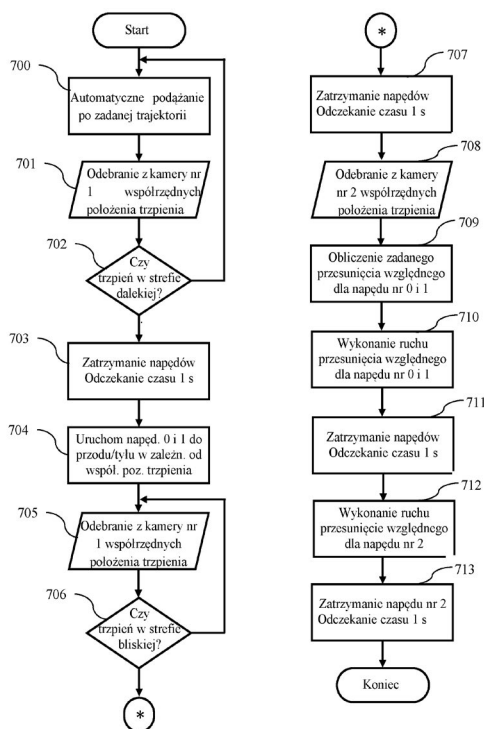 Start
700
Automatyczne podążanie
po zadanej trajektorii
701
Odebranie z kamery nr
1 współrzędnych
położenia trzpienia
702
Czy
trzpień w strefie
dalekiej?
703
Zatrzymanie napędów
Odczekanie czasu 1 s
704
Uruchom napęd. 0 i 1 do
przodu/tyłu w zależn. od
współ. poz. trzpienia
705
Odebranie z kamery nr
1 współrzędnych
położenia trzpienia
706
Czy
trzpień w strefie
bliskiej?
*
*
707
Zatrzymanie napędów
Odczekanie czasu 1 s
708
Odebranie z kamery
nr 2 współrzędnych
położenia trzpienia
709
Obliczenie zadanego
przesunięcia względnego
dla napędu nr 0 i 1
710
Wykonanie ruchu
przesunięcia względnego
dla napędu nr 0 i 1
711
Zatrzymanie napędów
Odczekanie czasu 1 s
712
Wykonanie ruchu
przesunięcie względnego
dla napędu nr 2
713
Zatrzymanie napędu nr 2
Odczekanie czasu 1 s
Koniec